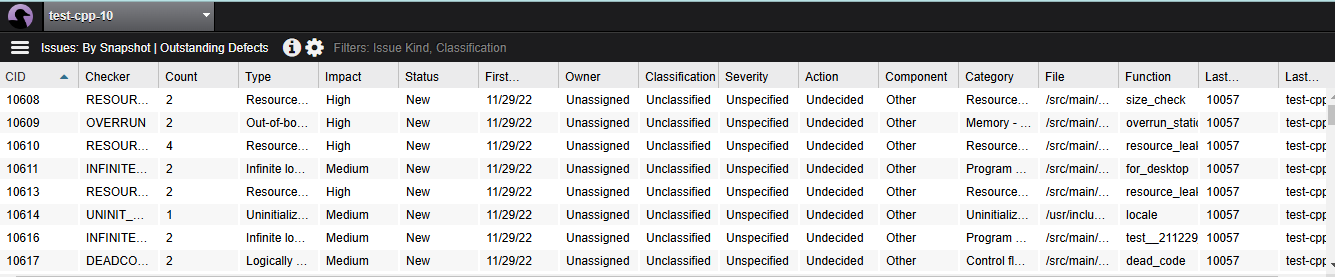 test-cpp-10
Issues: By Snapshot | Outstanding Defects Filters: Issue Kind, Classification
CID Checker Count Type Impact Status First... Owner Classification Severity Action Component Category File Function Last... Last...
10608 RESOUR... 2 Resource... High New 11/29/22 Unassigned Unclassified Unspecified Undecided Other Resource... /src/main/... size_check 10057 test-cpp
10609 OVERRUN 2 Out-of-bo... High New 11/29/22 Unassigned Unclassified Unspecified Undecided Other Memory - ... /src/main/... overrun_static 10057 test-cpp
10610 RESOUR... 4 Resource... High New 11/29/22 Unassigned Unclassified Unspecified Undecided Other Resource... /src/main/... resource_leak 10057 test-cpp
10611 INFINITE... 2 Infinite lo... Medium New 11/29/22 Unassigned Unclassified Unspecified Undecided Other Program ... /src/main/... for_desktop 10057 test-cpp
10613 RESOUR... 2 Resource... High New 11/29/22 Unassigned Unclassified Unspecified Undecided Other Resource... /src/main/... resource_leak 10057 test-cpp
10614 UNINIT_... 1 Uninitializ... Medium New 11/29/22 Unassigned Unclassified Unspecified Undecided Other Uninitializ... /usr/inclu... locale 10057 test-cpp
10616 INFINITE... 2 Infinite lo... Medium New 11/29/22 Unassigned Unclassified Unspecified Undecided Other Program ... /src/main/... test__211229 10057 test-cpp
10617 DEADCO... 2 Logically ... Medium New 11/29/22 Unassigned Unclassified Unspecified Undecided Other Control fl... /src/main/... dead_code 10057 test-cpp